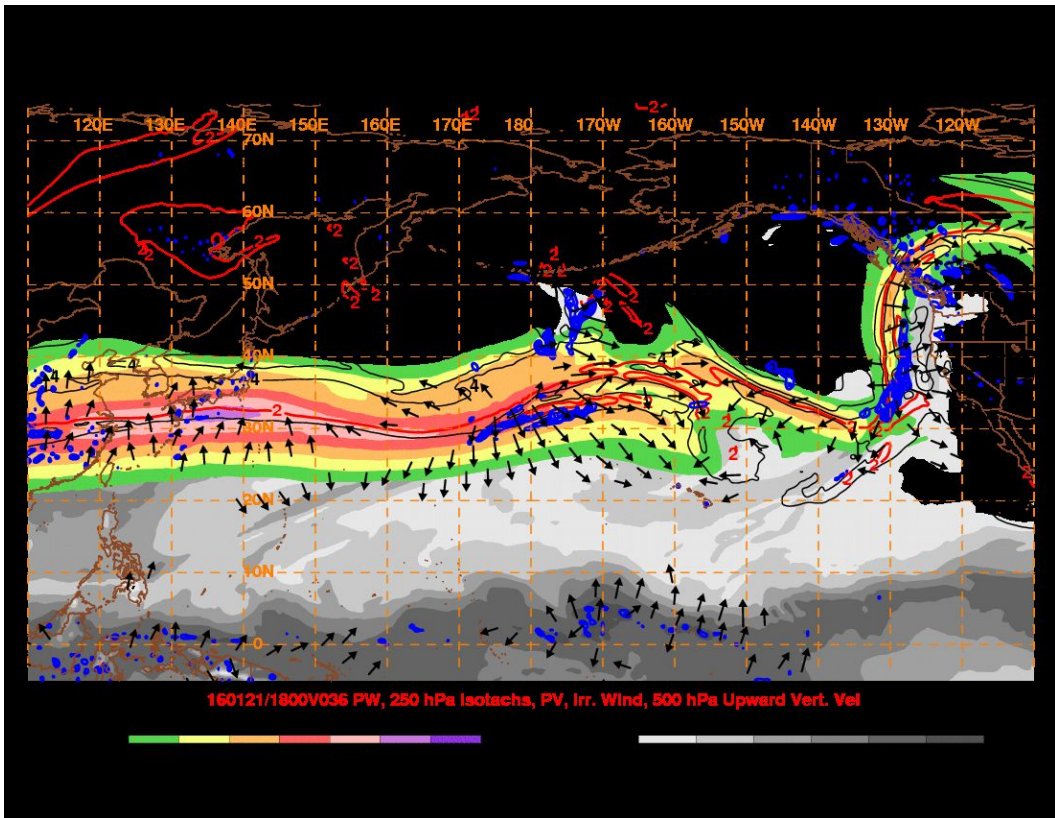 120E 130E 140E 150E 160E 170E 180 170W 160W 150W 140W 130W 120W
70N
60N
50N
40N
30N
20N
10N
0
160121/1800V036 PW, 250 hPa Isotachs, PV, Irr. Wind, 500 hPa Upward Vert. Vel